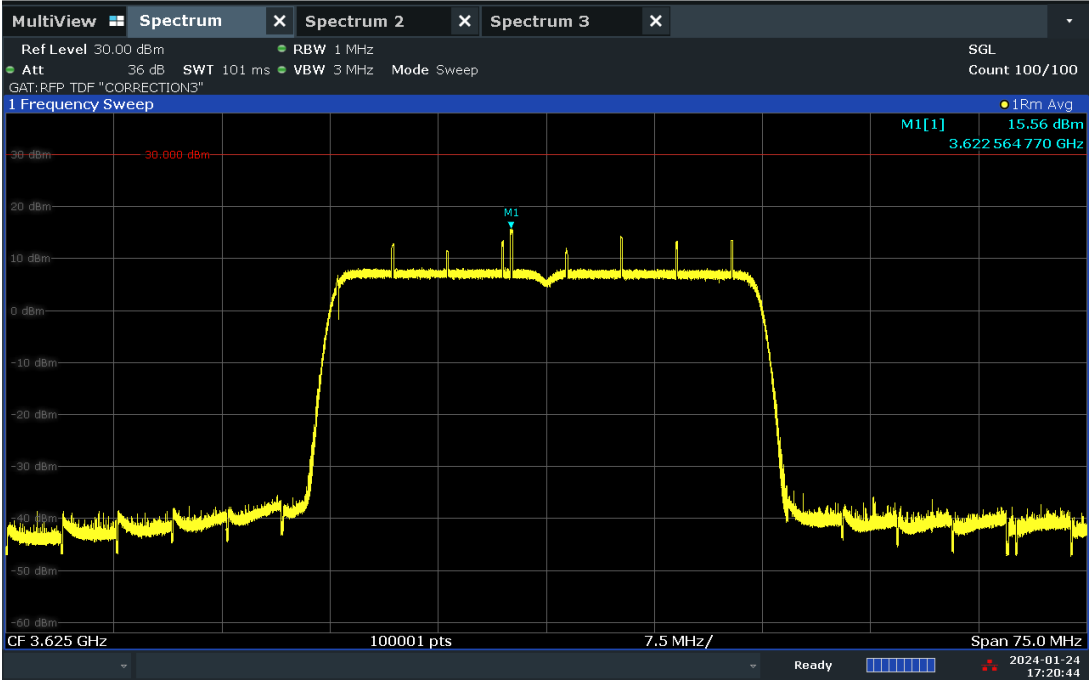 MultiView Spectrum X Spectrum 2 X Spectrum 3 X
Ref Level 30.00 dBm RBW 1 MHz SGL
Att 36 dB SWT 101 ms VBW 3 MHz Mode Sweep Count 100/100
GAT:RFP TDF "CORRECTION3"
1 Frequency Sweep 1Rm Avg
M1[1] 15.56 dBm
3.622 564 770 GHz
30 dBm 30.000 dBm
20 dBm
M1
10 dBm
0 dBm
-10 dBm
-20 dBm
-30 dBm
-40 dBm
-50 dBm
-60 dBm
CF 3.625 GHz 100001 pts 7.5 MHz/ Span 75.0 MHz
Ready 2024-01-24
17:20:44